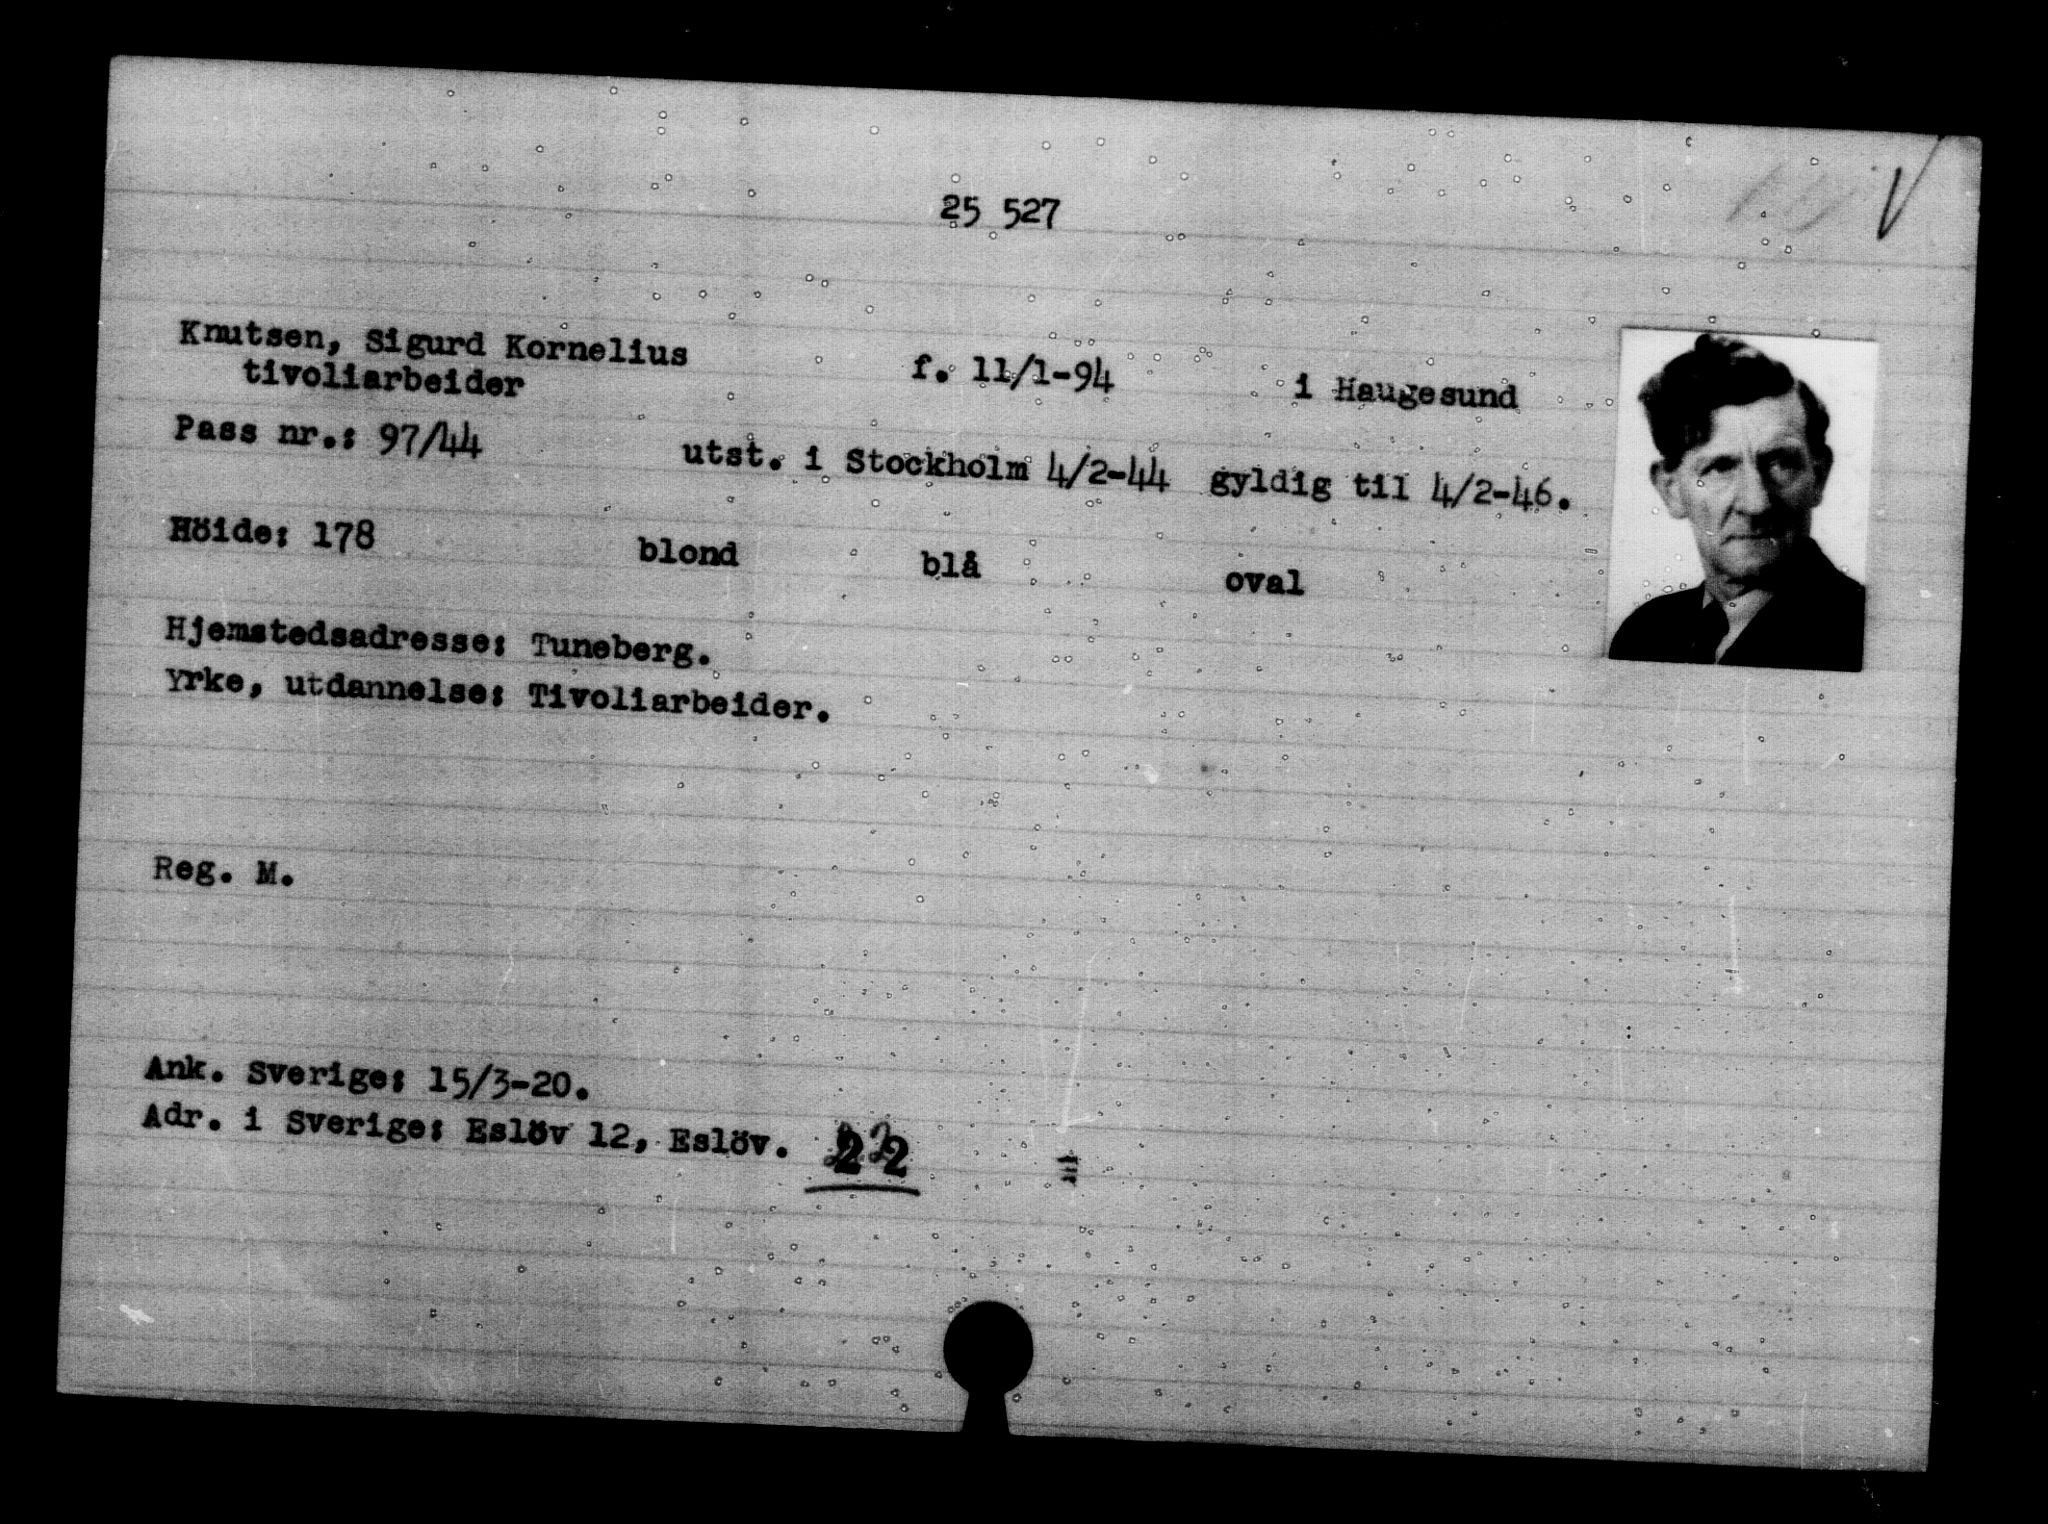 25 527
Knutsen, Sigurd Kornelius f. 11/1-94 i Haugesund
tivoliarbeider
Pass nr.: 97/44 utst. i Stockholm 4/2-44 gyldig til 4/2-46.
Höide: 178 blond blå oval
Hjemstedsadresse: Tuneberg.
Yrke, utdannelse: Tivoliarbeider.
Reg. M.
Ank. Sverige: 15/3-20.
Adr. i Sverige: Eslöv 12, Eslöv. 22